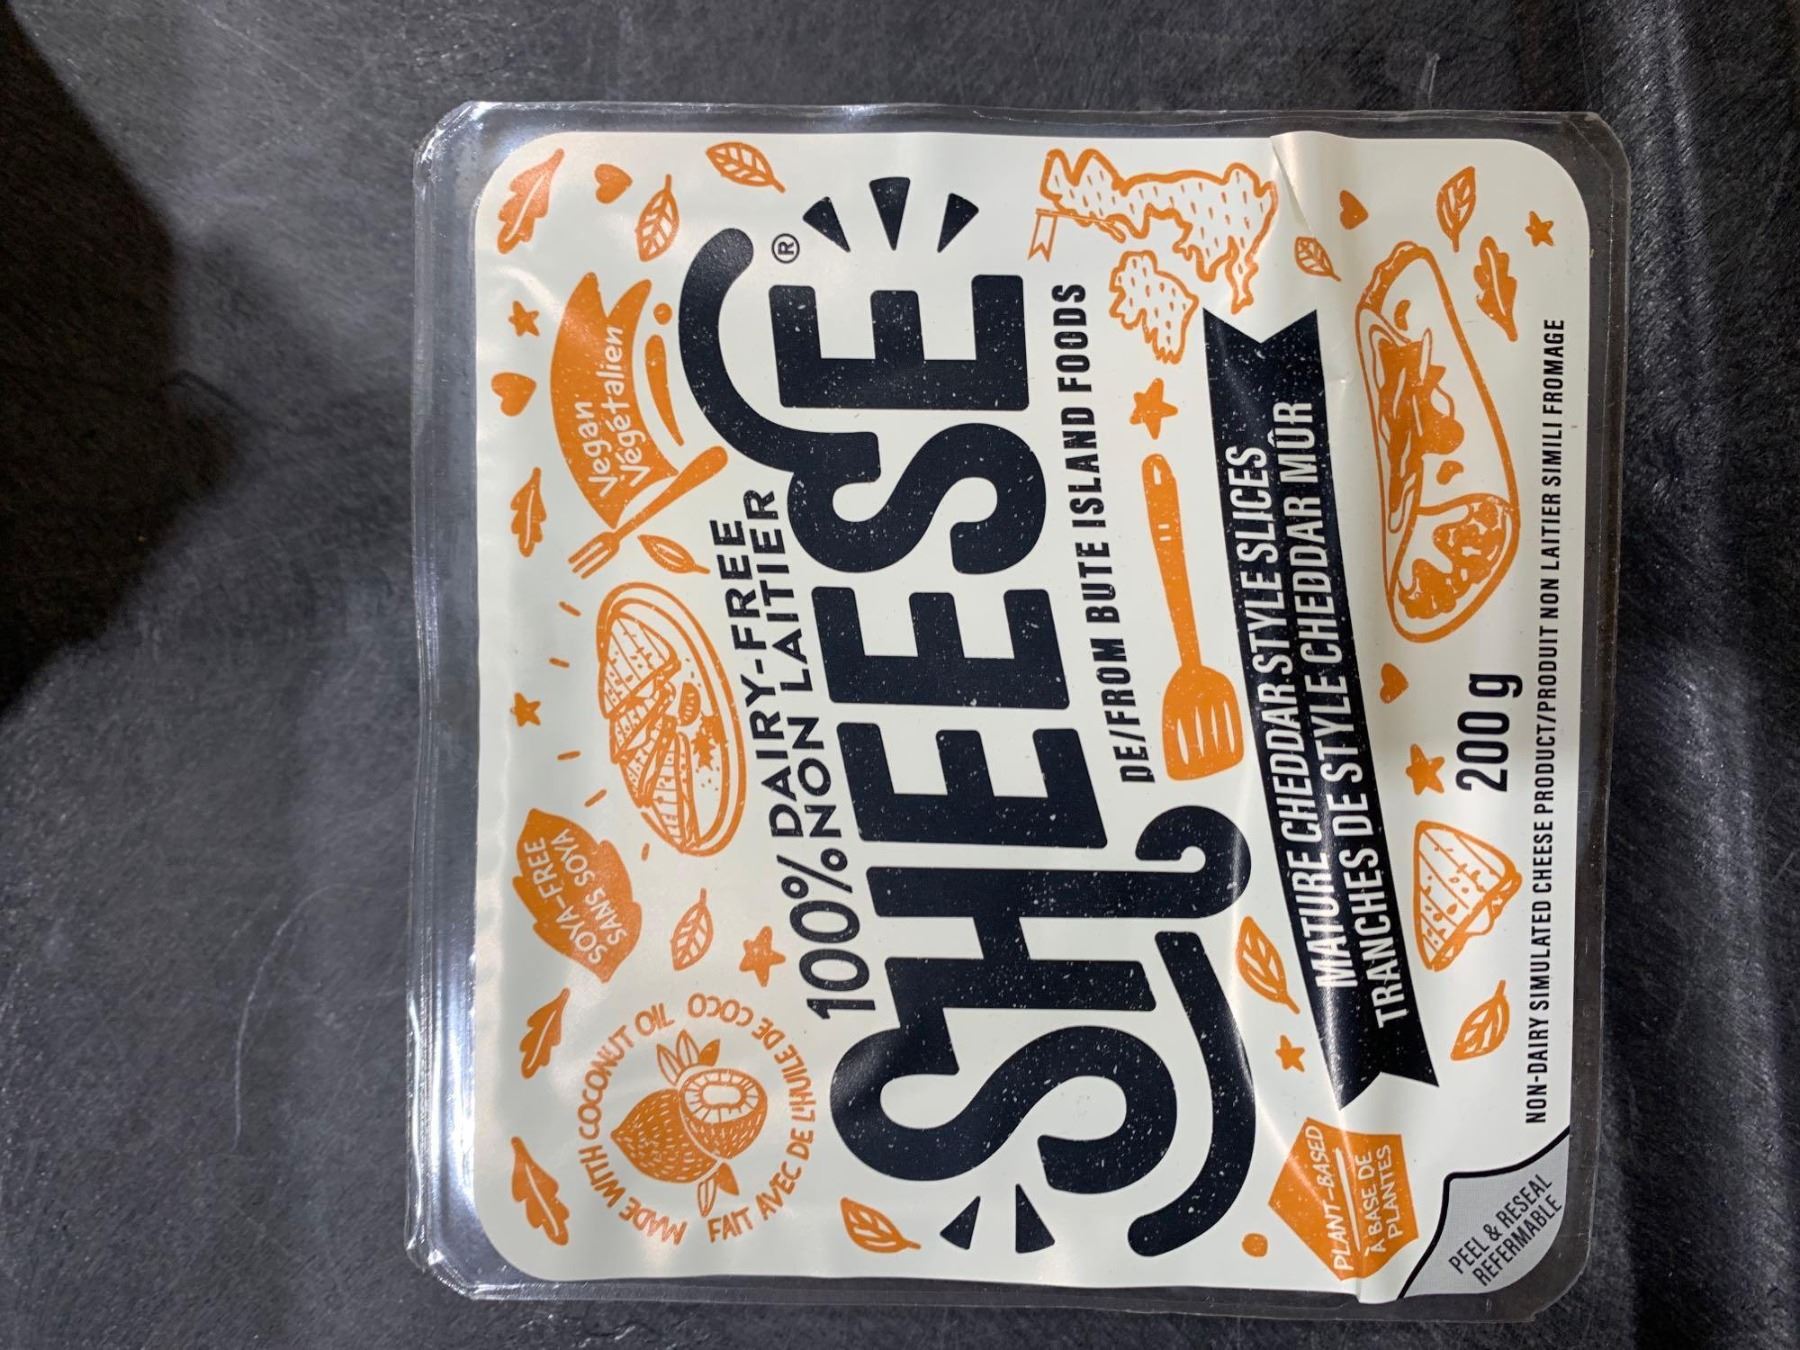 MADE WITH COCONUT OIL
FAIT AVEC DE L'HUILE DE COCO
SOYA-FREE
SANS SOYA
Vegan
Végétalien
100% DAIRY-FREE
NON LAITIER
SHEESE®
DE/FROM BUTE ISLAND FOODS
MATURE CHEDDAR STYLE SLICES
TRANCHES DE STYLE CHEDDAR MÛR
PLANT-BASED
À BASE DE
PLANTES
200 g
PEEL & RESEAL
REFERMABLE
NON-DAIRY SIMULATED CHEESE PRODUCT/PRODUIT NON LAITIER SIMILI FROMAGE